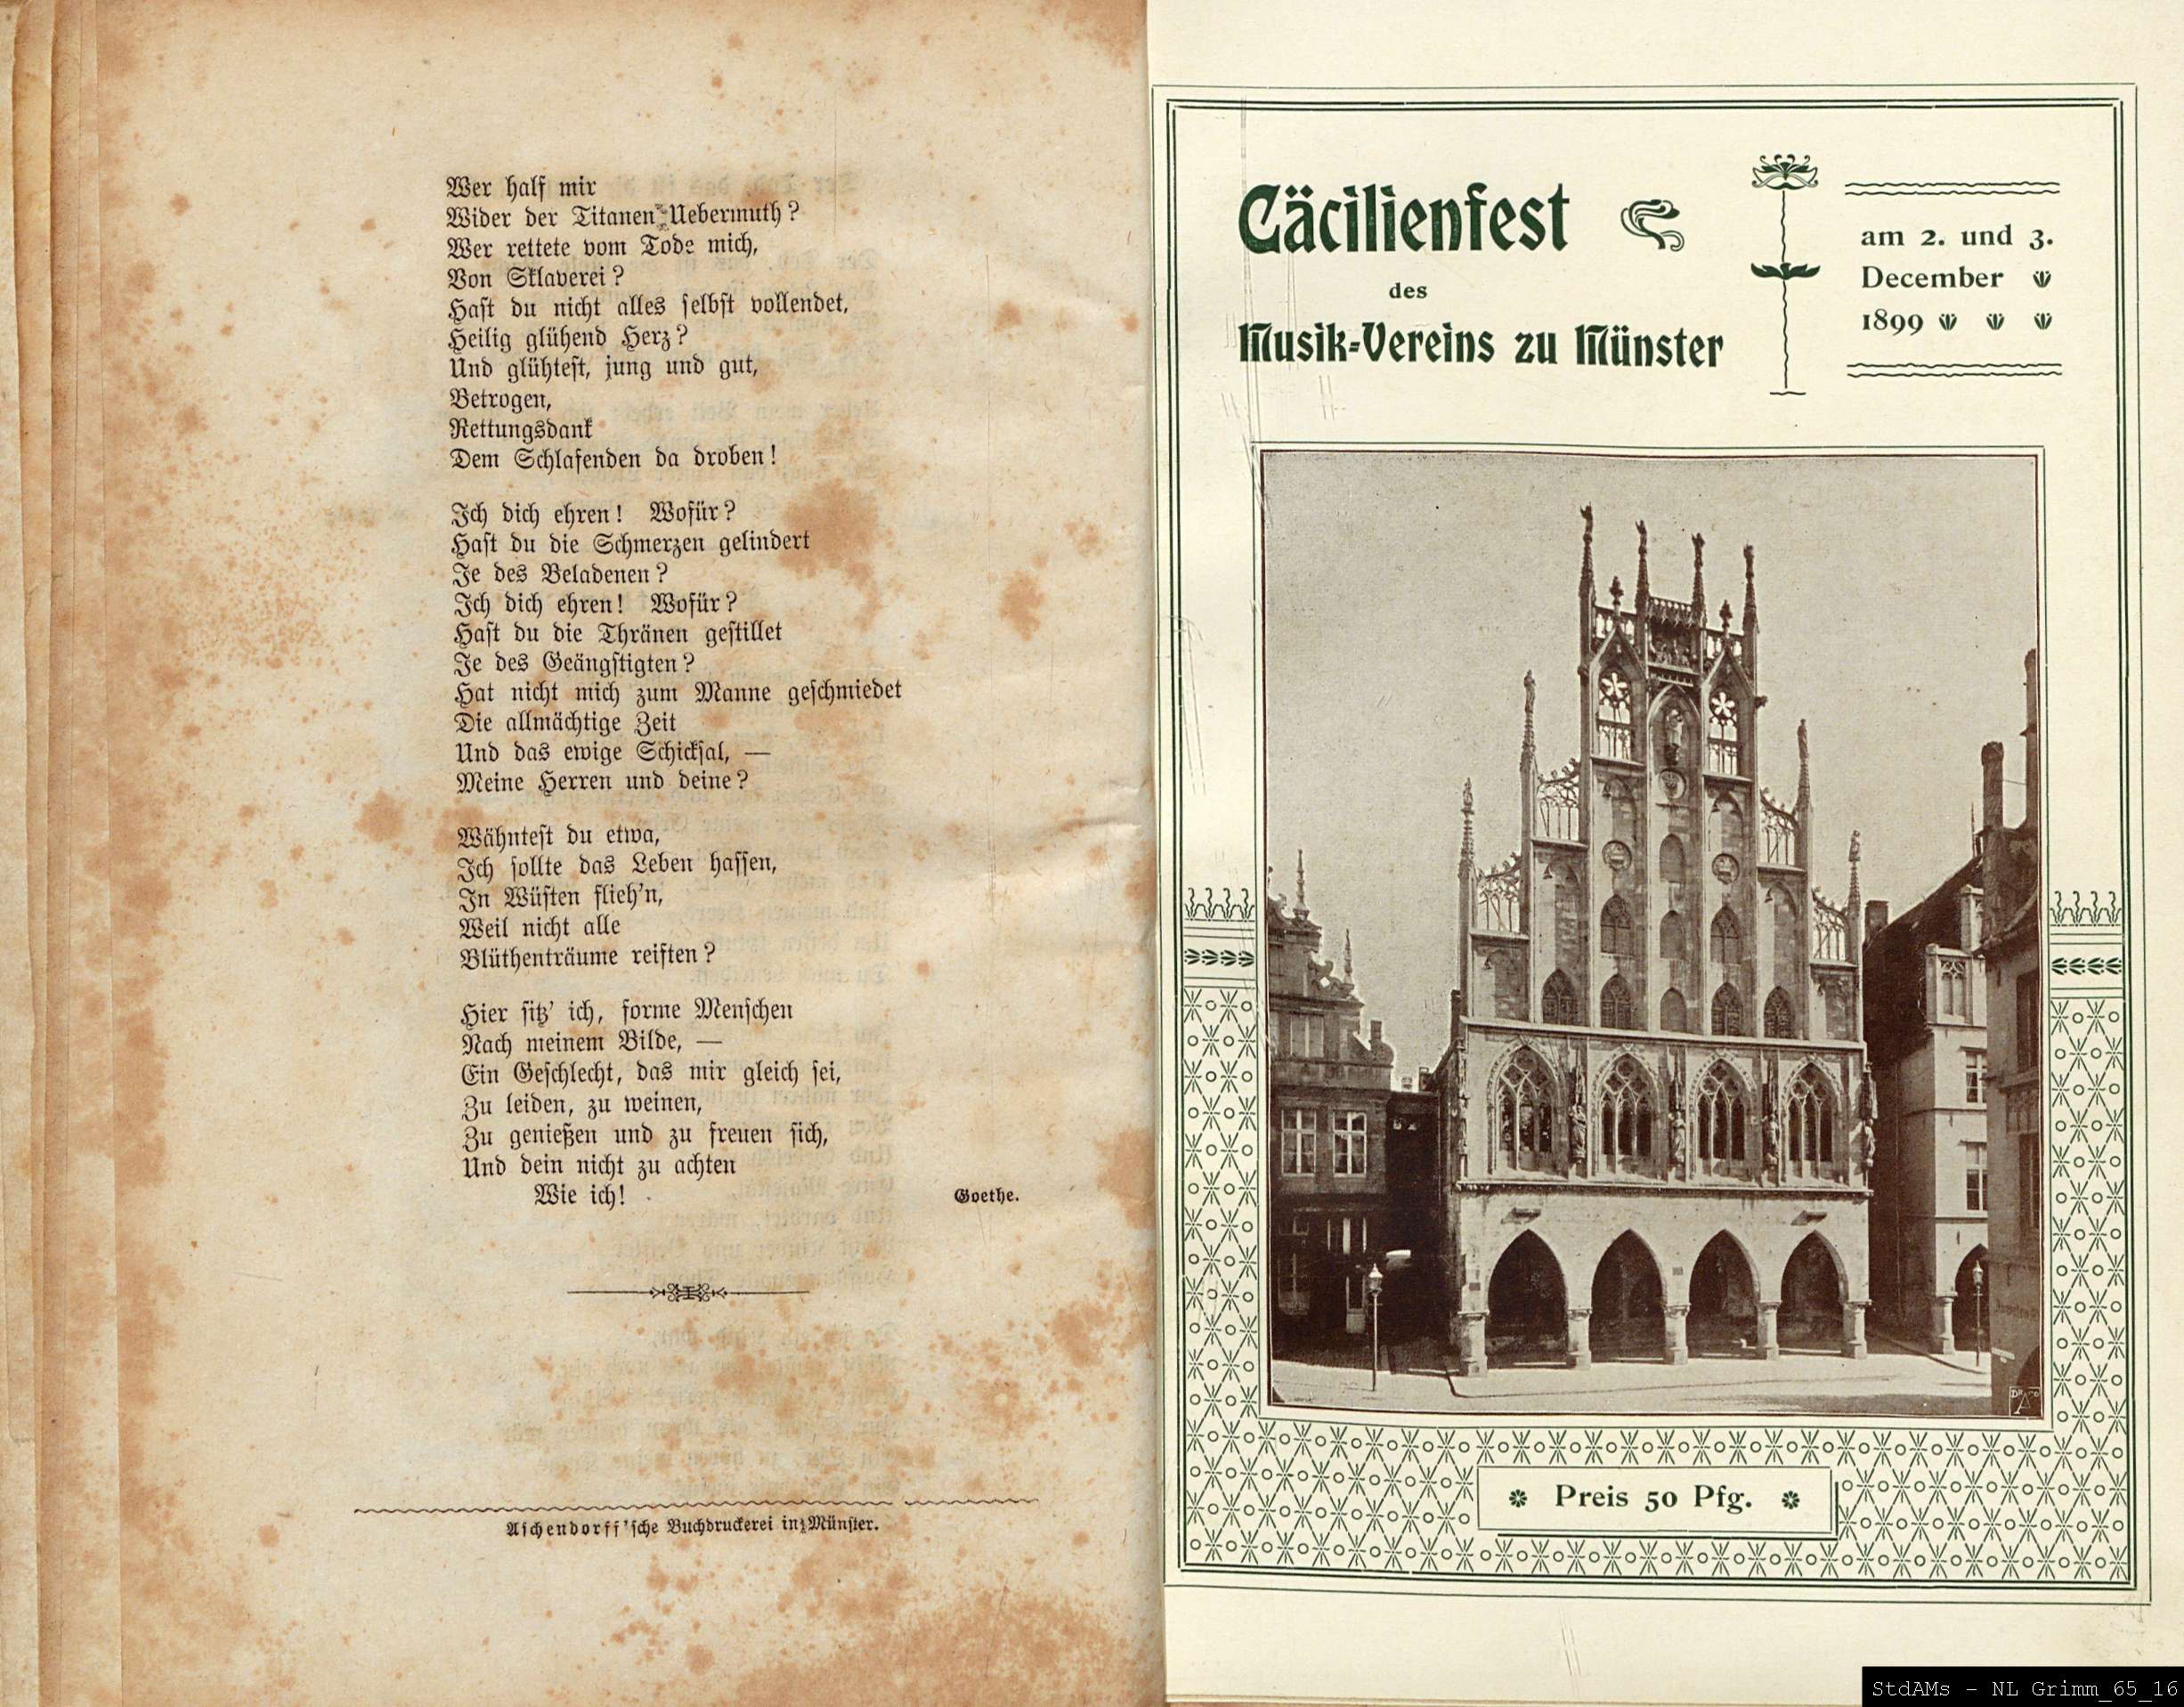 Wer half mir
Wider der Titanen Uebermuth?
Wer rettete vom Tode mich,
Von Sklaverei?
Hast du nicht alles selbst vollendet,
Heilig glühend Herz?
Und glühtest, jung und gut,
Betrogen,
Rettungsdank
Dem Schlafenden da droben!
Ich dich ehren! Wofür?
Hast du die Schmerzen gelindert
Je des Beladenen?
Ich dich ehren! Wofür?
Hast du die Thränen gestillet
Je des Geängstigten?
Hat nicht mich zum Manne geschmiedet
Die allmächtige Zeit
Und das ewige Schicksal, —
Meine Herren und deine?
Wähntest du etwa,
Ich sollte das Leben hassen,
In Wüsten flieh'n,
Weil nicht alle
Blüthenträume reiften?
Hier sitz' ich, forme Menschen
Nach meinem Bilde, —
Ein Geschlecht, das mir gleich sei,
Zu leiden, zu weinen,
Zu genießen und zu freuen sich,
Und dein nicht zu achten
Wie ich!
Goethe.
Aschendorff'sche Buchdruckerei in Münster.
Cäcilienfest
des
Musik-Vereins zu Münster
am 2. und 3.
December
1899
Preis 50 Pfg.
StdAMs - NL Grimm_65_16